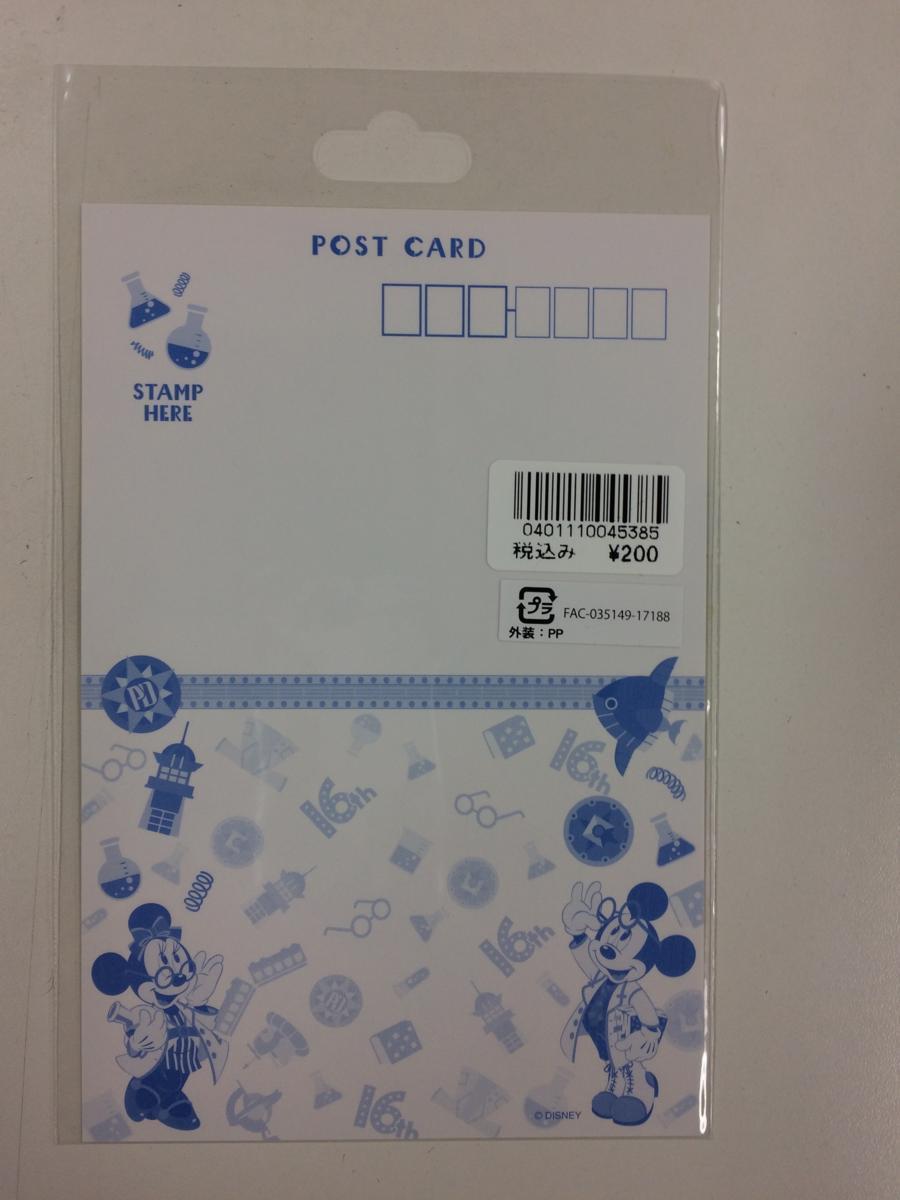 POST CARD
STAMP
HERE
0401110045385
税込み ¥200
プラ
FAC-035149-17188
外装：PP
PD
16th
16th
16th
16th
© DISNEY